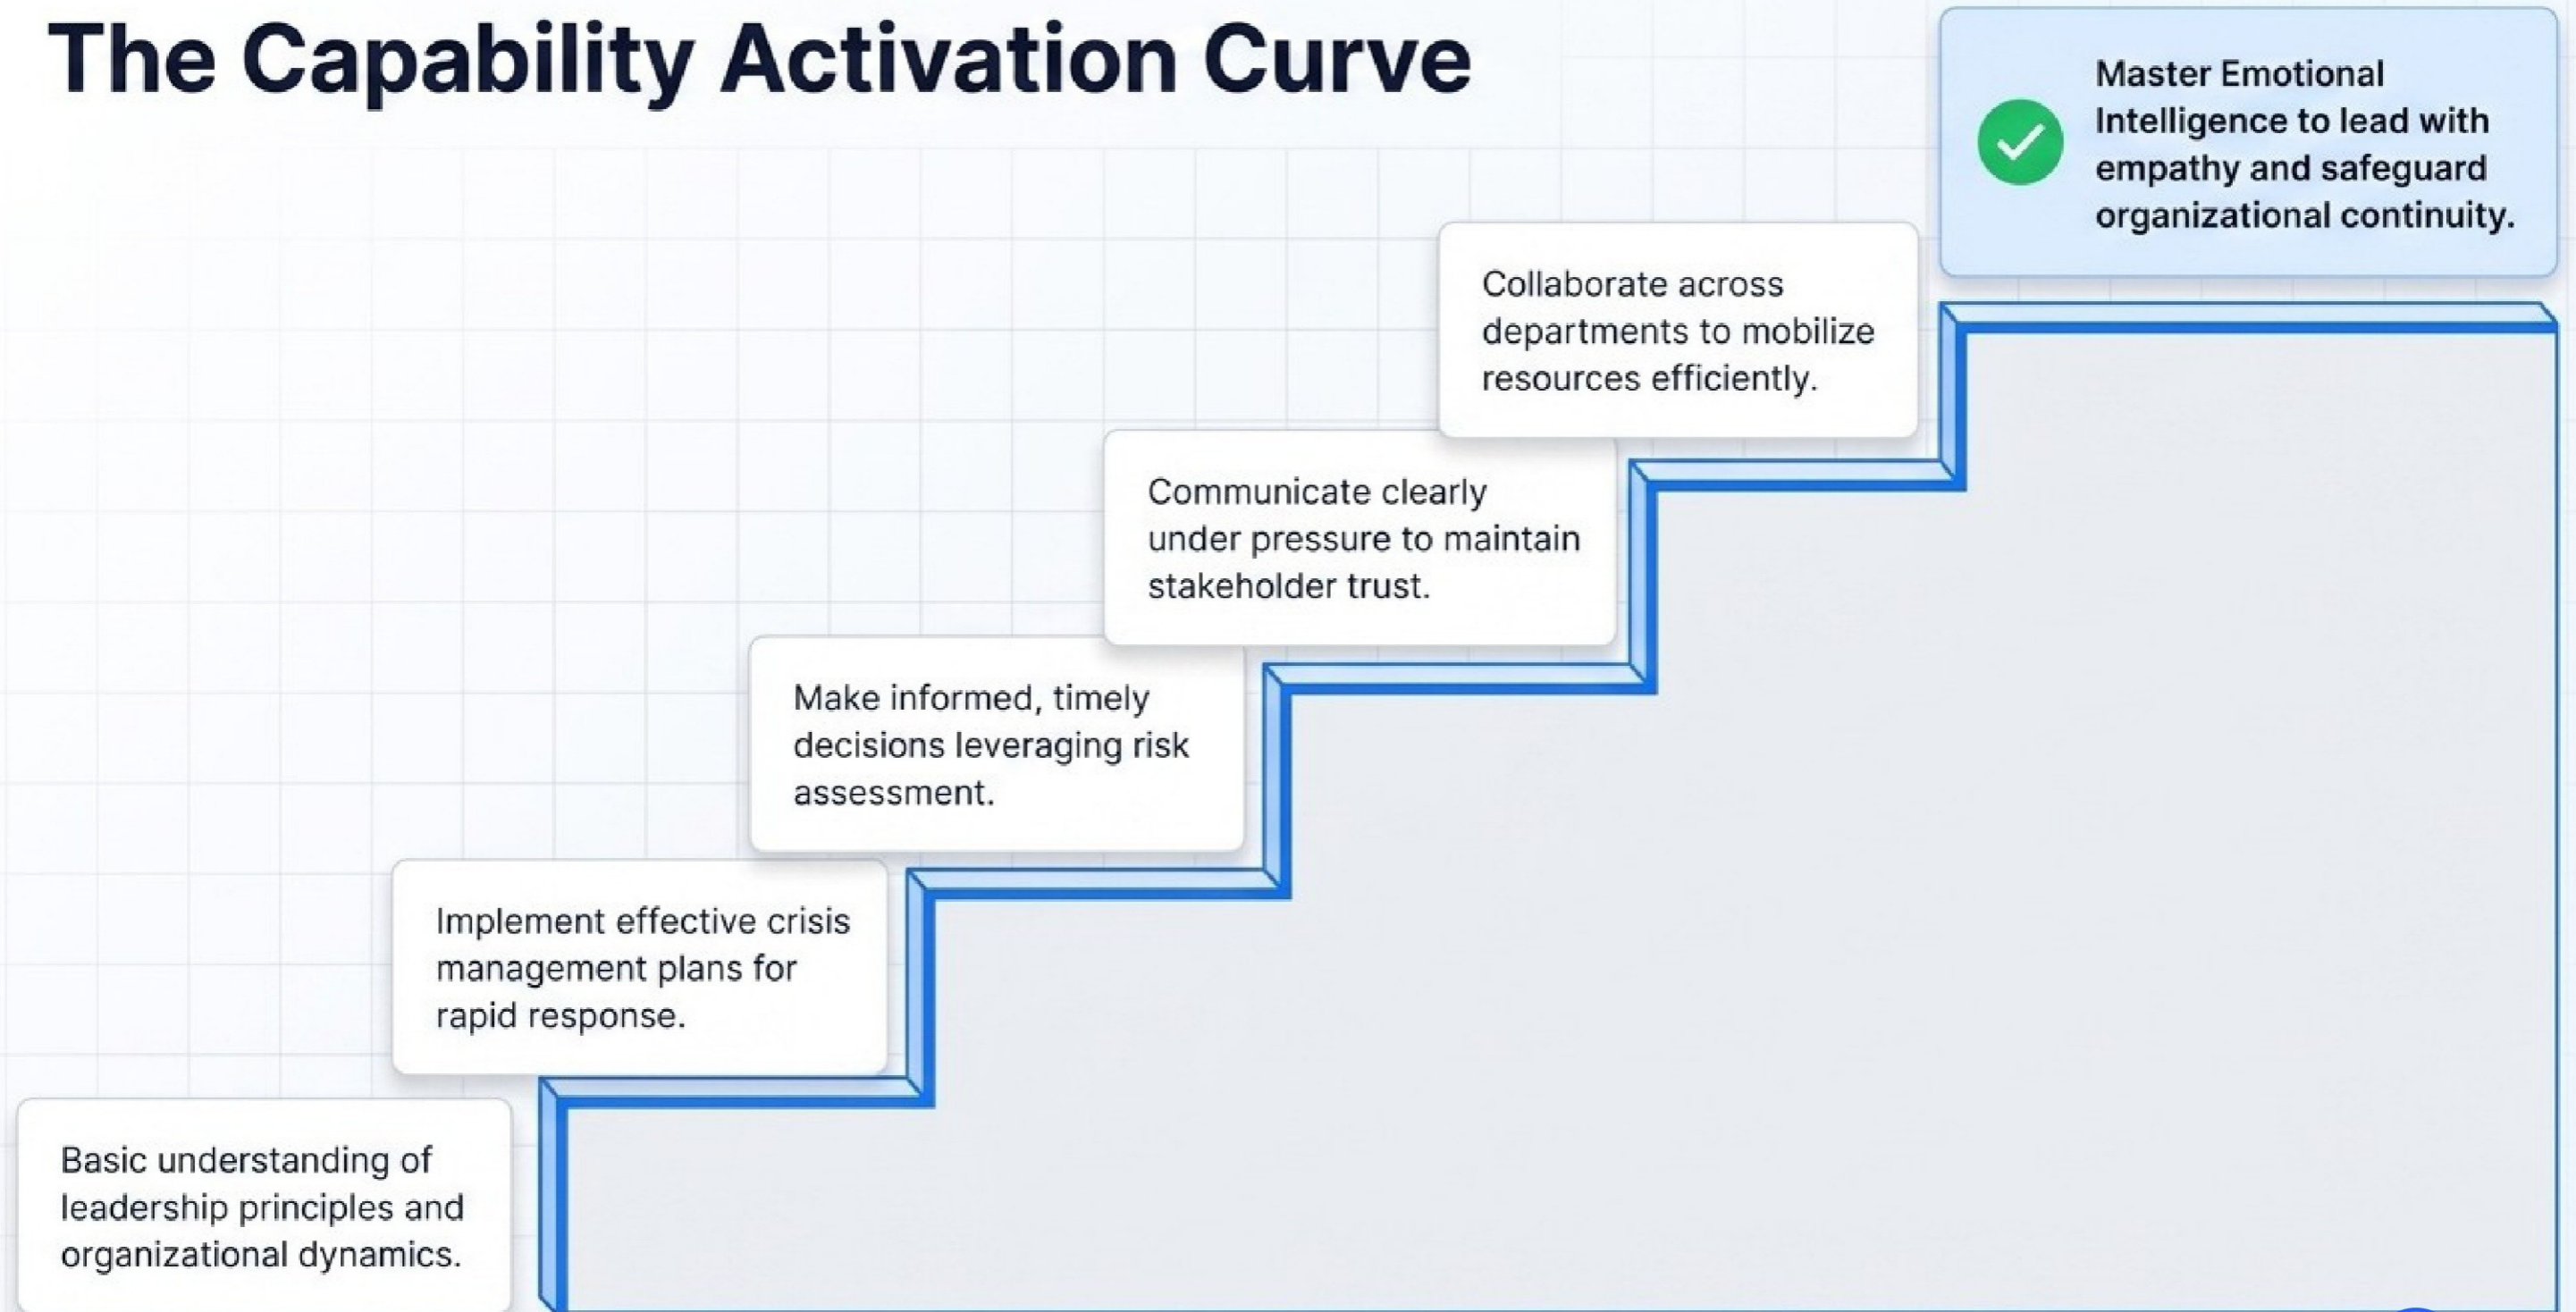 The Capability Activation Curve
Master Emotional
Intelligence to lead with
empathy and safeguard
organizational continuity.
Collaborate across
departments to mobilize
resources efficiently.
Communicate clearly
under pressure to maintain
stakeholder trust.
Make informed, timely
decisions leveraging risk
assessment.
Implement effective crisis
management plans for
rapid response.
Basic understanding of
leadership principles and
organizational dynamics.